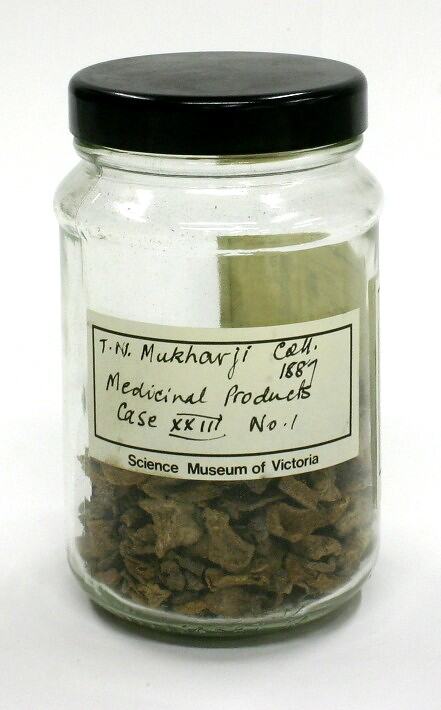 T. N. Mukharji Coll.
1887
Medicinal Products
Case XXIII No. 1
Science Museum of Victoria